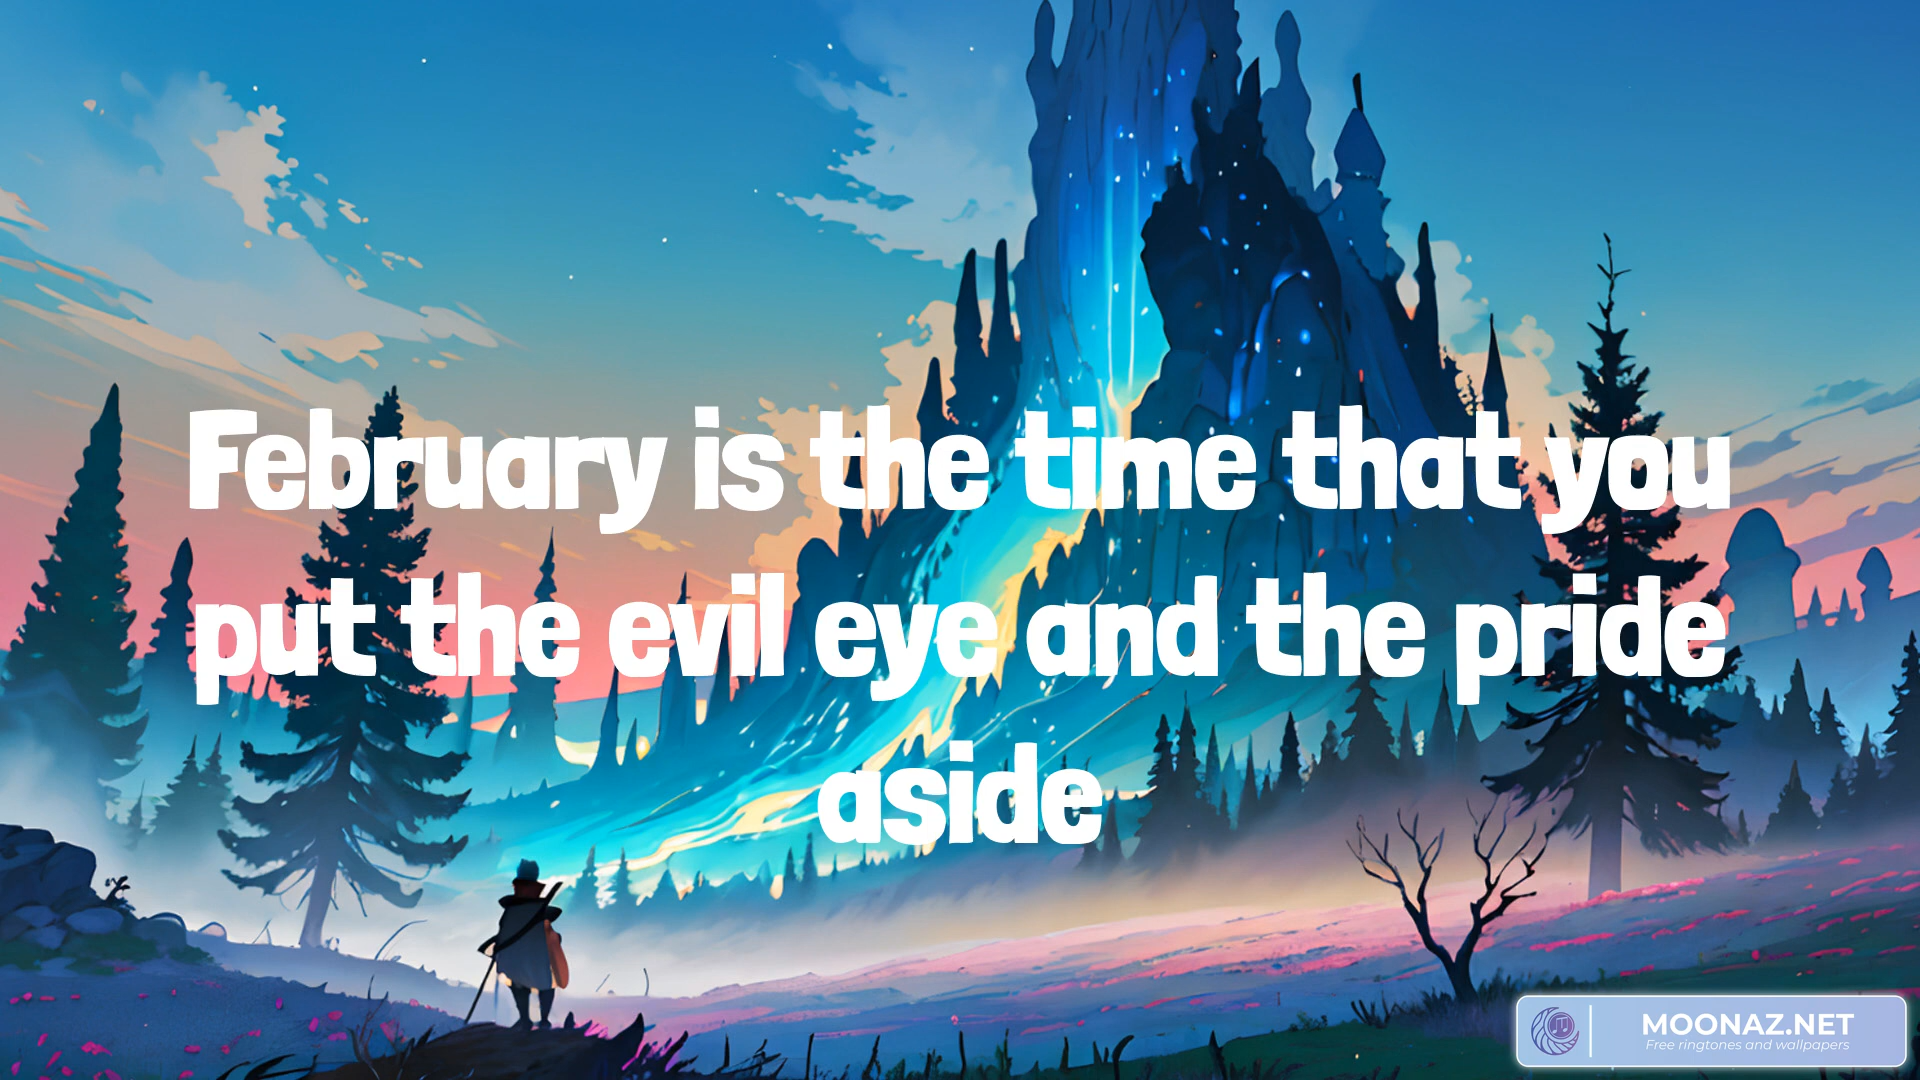 February is the time that you
put the evil eye and the pride
aside
MOONAZ.NET
Free ringtones and wallpapers